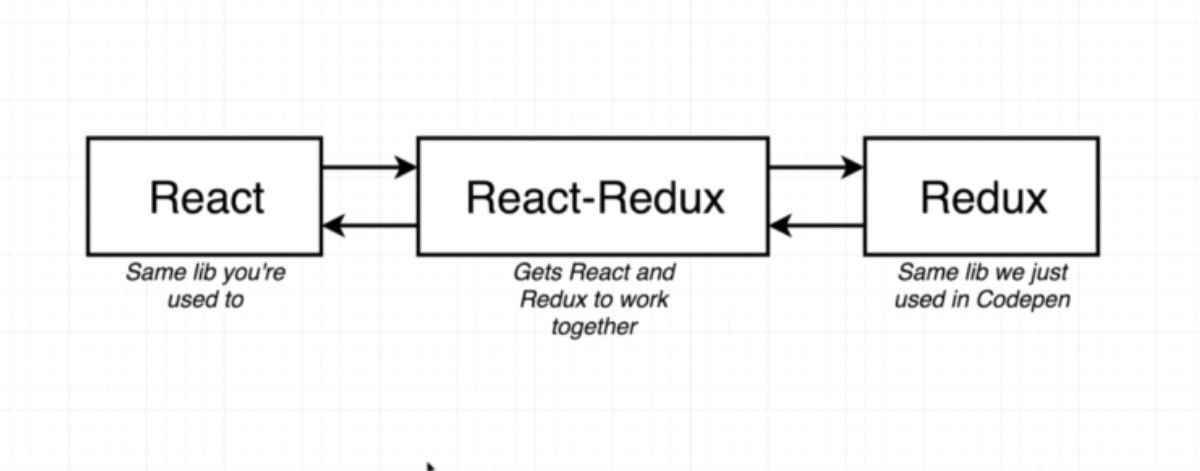 React
React-Redux
Redux
Same lib you're
used to
Gets React and
Redux to work
together
Same lib we just
used in Codepen